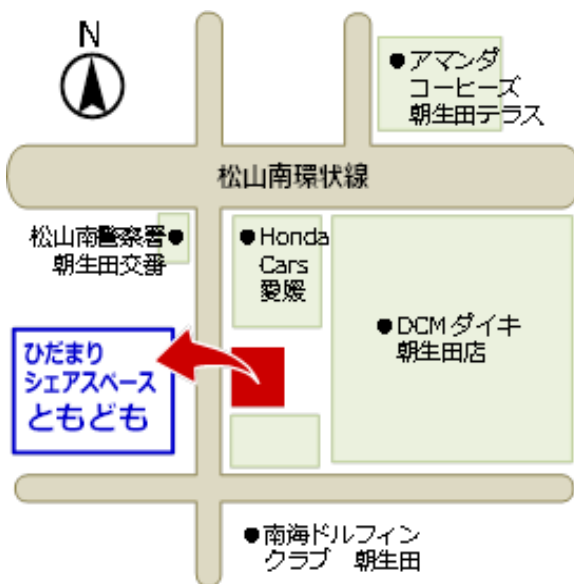 N
●アマンダ
コーヒーズ
朝生田テラス
松山南環状線
松山南警察署●
朝生田交番
●Honda
Cars
愛媛
●DCMダイキ
朝生田店
ひだまり
シェアスペース
ともども
●南海ドルフィン
クラブ 朝生田